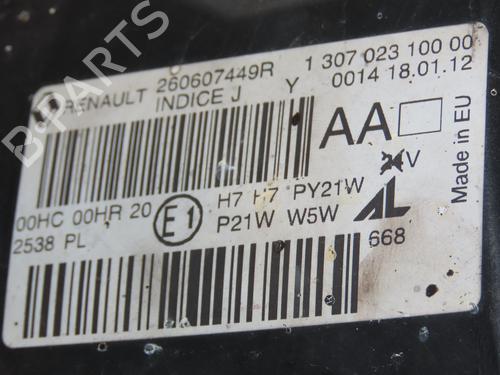 B-PARTS
RENAULT 260607449R
INDICE J Y
1 307 023 100 00
0014 18.01.12
AA
Made in EU
24V
00HC 00HR 20
2538 PL
E1
H7 H7 PY21W
P21W W5W
AL
668